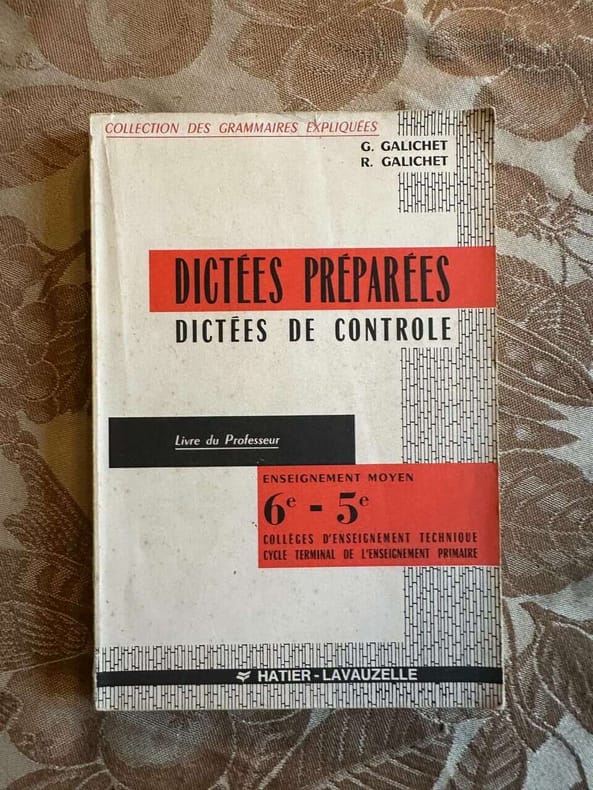 COLLECTION DES GRAMMAIRES EXPLIQUÉES
G. GALICHET
R. GALICHET
DICTÉES PRÉPARÉES
DICTÉES DE CONTROLE
Livre du Professeur
ENSEIGNEMENT MOYEN
6e - 5e
COLLÈGES D'ENSEIGNEMENT TECHNIQUE
CYCLE TERMINAL DE L'ENSEIGNEMENT PRIMAIRE
HATIER-LAVAUZELLE